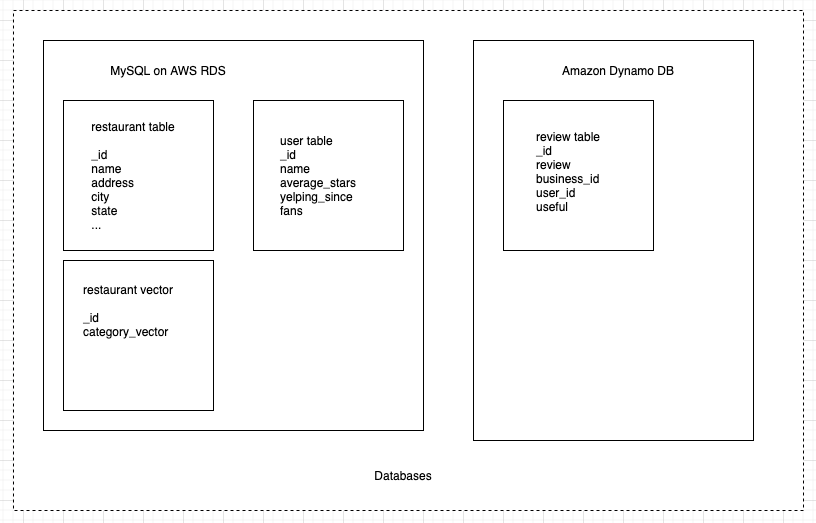 MySQL on AWS RDS
restaurant table
_id
name
address
city
state
...
user table
_id
name
average_stars
yelping_since
fans
restaurant vector
_id
category_vector
Amazon Dynamo DB
review table
_id
review
business_id
user_id
useful
Databases